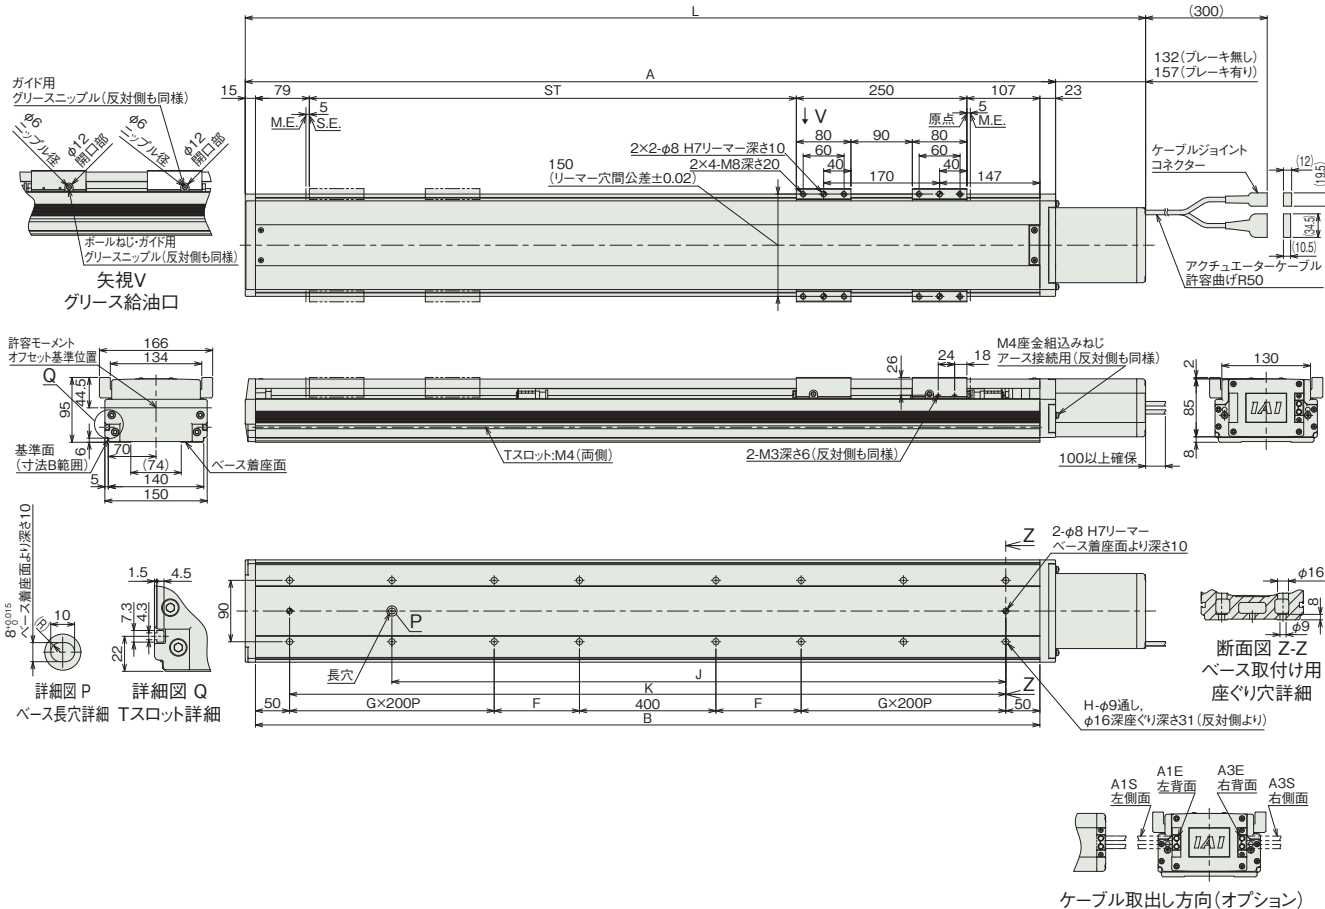 L
(300)
132(ブレーキ無し)
157(ブレーキ有り)
A
15
79
ST
250
107
23
5
M.E.
S.E.
V
原点
5
M.E.
80
90
80
60
60
40
40
170
147
2×2-φ8 H7リーマー深さ10
2×4-M8深さ20
150
(リーマー穴間公差±0.02)
ケーブルジョイント
コネクター
(12)
(19.5)
(34.5)
(10.5)
アクチュエーターケーブル
許容曲げR50
ガイド用
グリースニップル(反対側も同様)
φ6
ニップル径
φ12
開口部
φ6
ニップル径
φ12
開口部
ボールねじ・ガイド用
グリースニップル(反対側も同様)
矢視V
グリース給油口
許容モーメント
オフセット基準位置
166
134
Q
95
44.5
6
70
(74)
基準面
(寸法B範囲)
ベース着座面
5
140
150
26
24
18
M4座金組込みねじ
アース接続用(反対側も同様)
Tスロット:M4(両側)
2-M3深さ6(反対側も同様)
100以上確保
130
2
85
8
IAI
8+0.015 0
ベース着座面より深さ10
10
(R)
詳細図 P
ベース長穴詳細
1.5
4.5
7.3
4.3
22
詳細図 Q
Tスロット詳細
90
P
長穴
Z
2-φ8 H7リーマー
ベース着座面より深さ10
J
K
Z
50
G×200P
F
400
F
G×200P
50
B
H-φ9通し,
φ16深座ぐり深さ31(反対側より)
φ16
8
φ9
断面図 Z-Z
ベース取付け用
座ぐり穴詳細
A1S
左側面
A1E
左背面
A3E
右背面
A3S
右側面
IAI
ケーブル取出し方向(オプション)